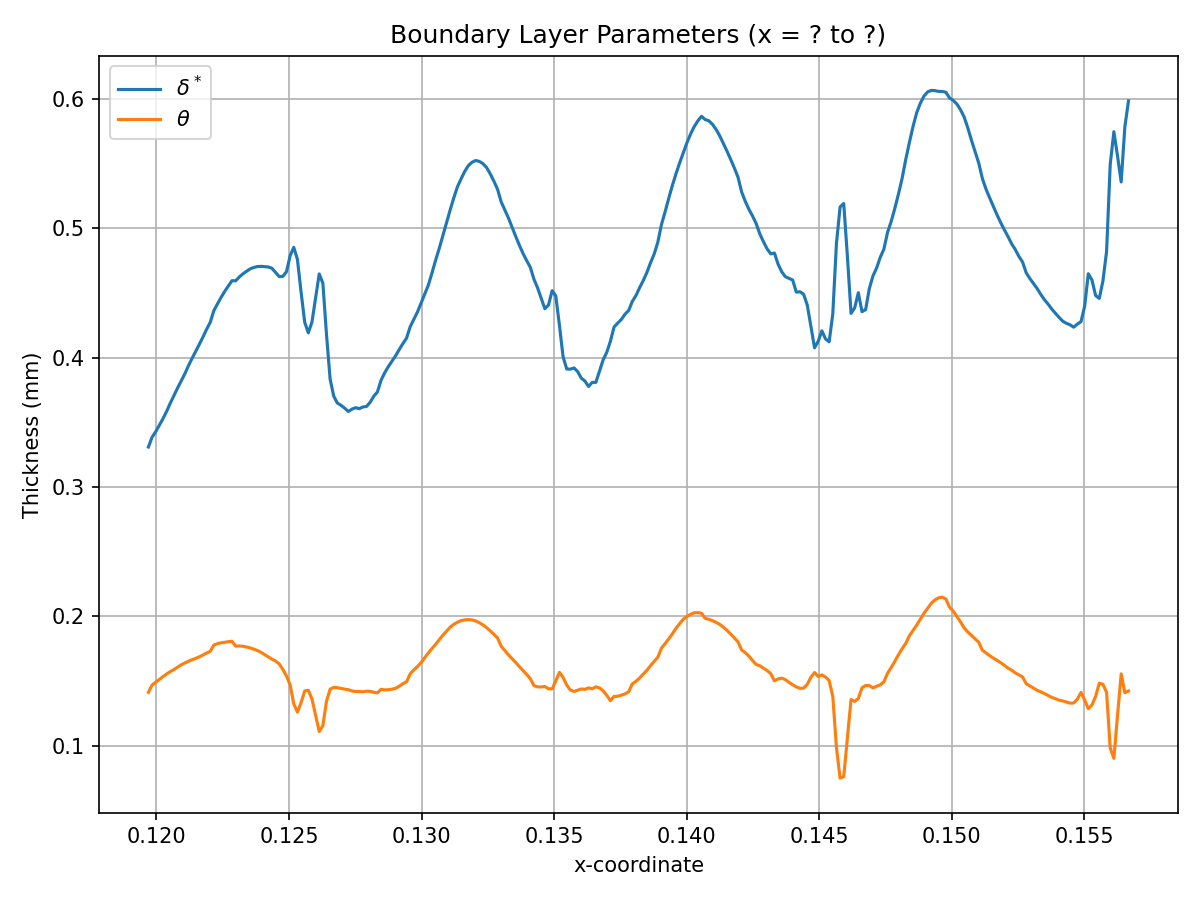 Boundary Layer Parameters (x = ? to ?)
δ*
θ
Thickness (mm)
0.6
0.5
0.4
0.3
0.2
0.1
0.120 0.125 0.130 0.135 0.140 0.145 0.150 0.155
x-coordinate